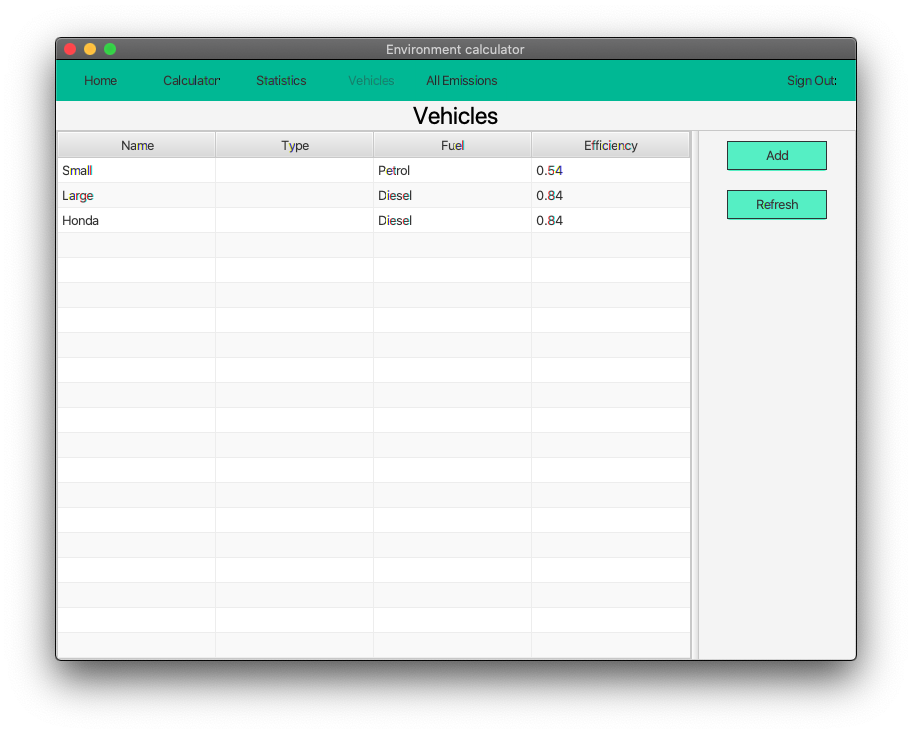 Environment calculator
Home Calculator Statistics Vehicles All Emissions Sign Out:
Vehicles
Name Type Fuel Efficiency
Add
Small Petrol 0.54
Large Diesel 0.84
Refresh
Honda Diesel 0.84